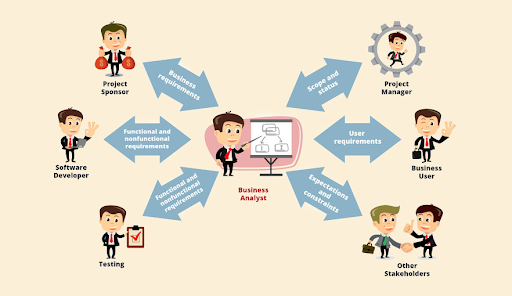 Project
Sponsor
Business
requirements
Scope and
status
Project
Manager
Software
Developer
Functional and
nonfunctional
requirements
Business
Analyst
User
requirements
Business
User
Testing
Functional and
nonfunctional
requirements
Expectations
and
constraints
Other
Stakeholders